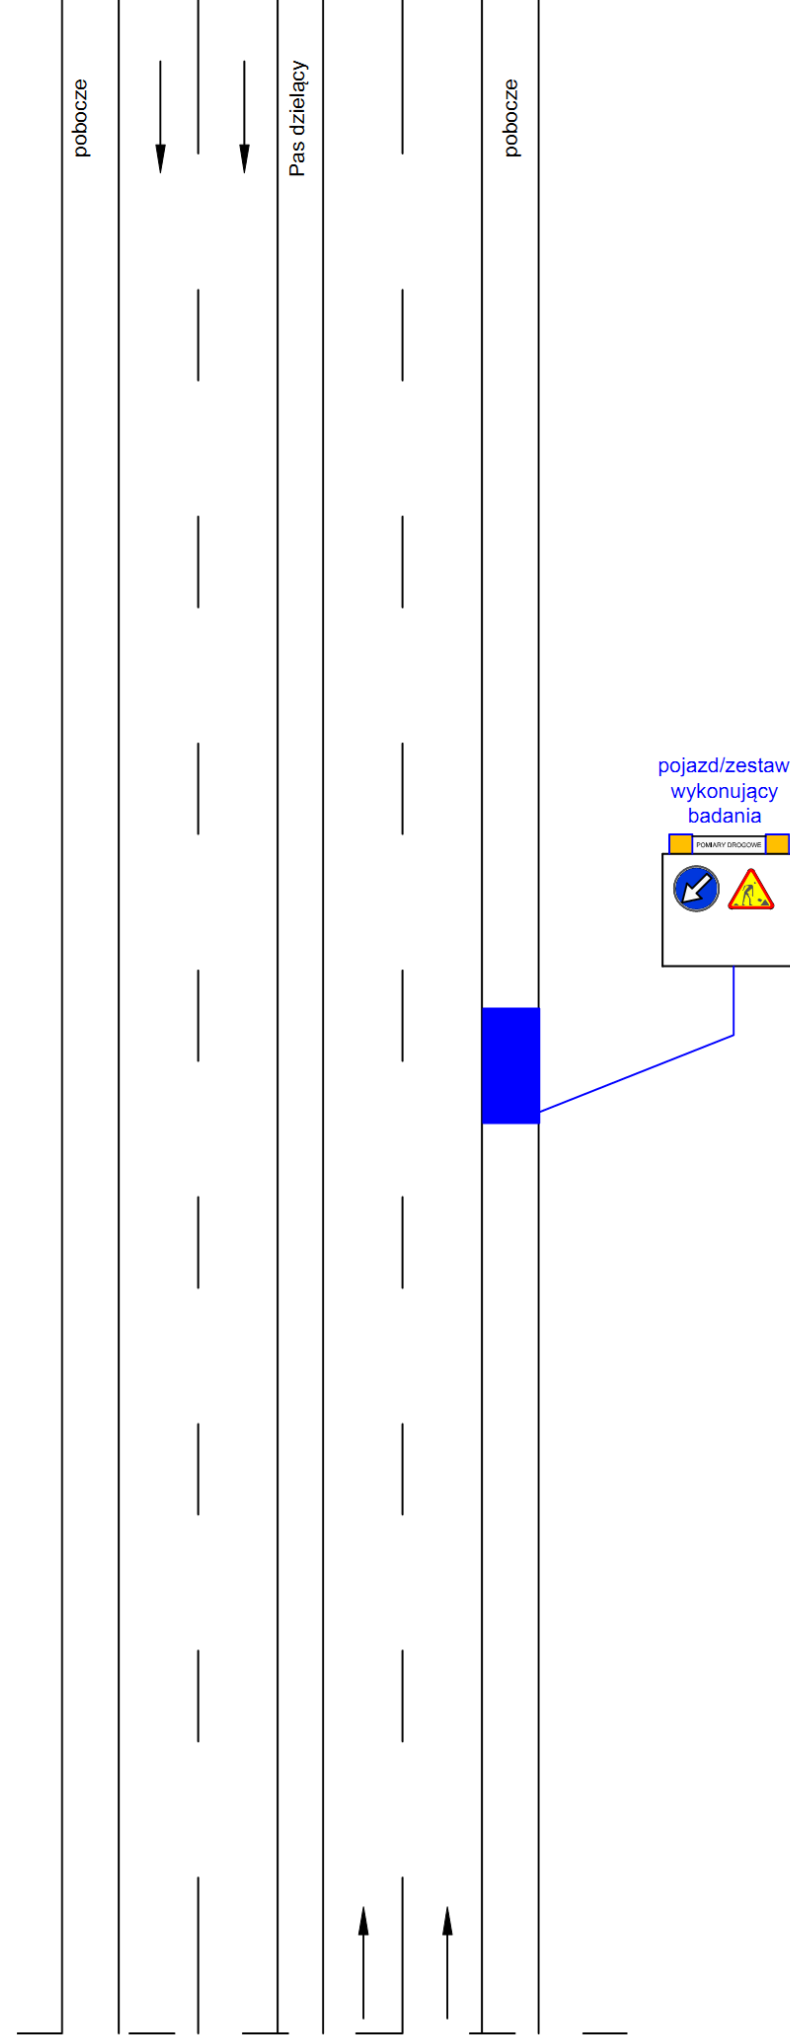 pobocze
Pas dzielący
pobocze
pojazd/zestaw
wykonujący
badania
POMIARY DROGOWE